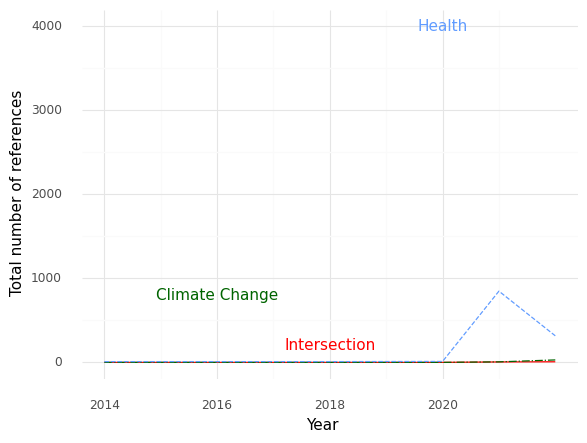 4000
Health
3000
2000
1000
Climate Change
Intersection
0
2014
2016
2018
2020
Year
Total number of references